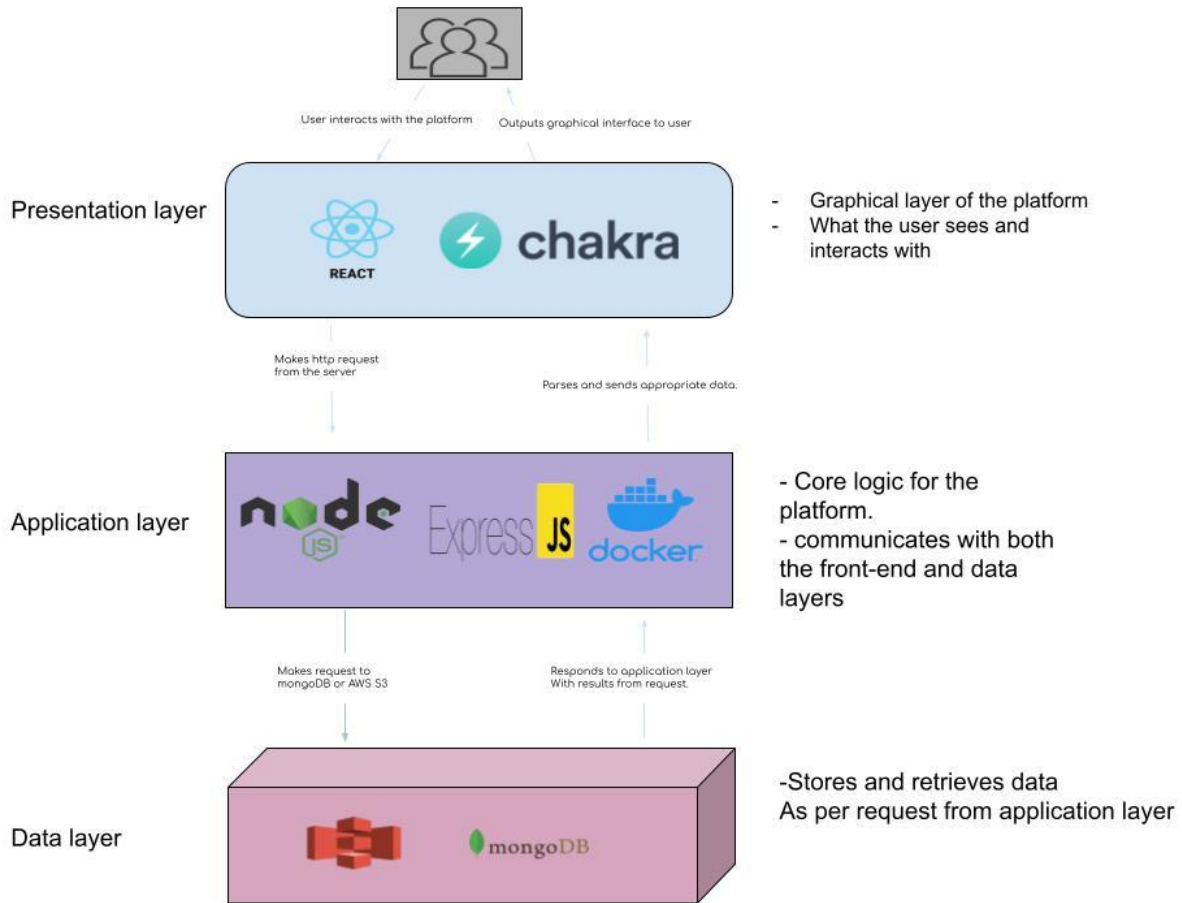 User interacts with the platform
Outputs graphical interface to user
Presentation layer
REACT
chakra
- Graphical layer of the platform
- What the user sees and
interacts with
Makes http request
from the server
Parses and sends appropriate data.
Application layer
node
JS
Express JS
docker
- Core logic for the
platform.
- communicates with both
the front-end and data
layers
Makes request to
mongoDB or AWS S3
Responds to application layer
With results from request.
Data layer
mongoDB
-Stores and retrieves data
As per request from application layer